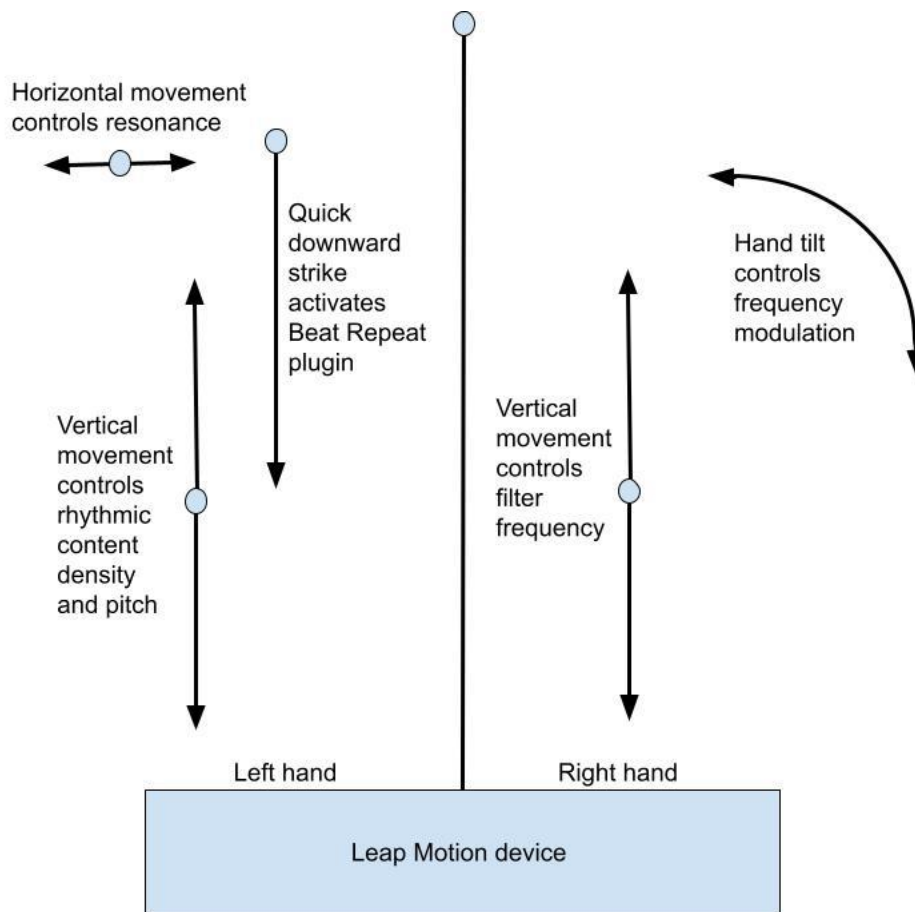 Horizontal movement
controls resonance
Quick
downward
strike
activates
Beat Repeat
plugin
Vertical
movement
controls
rhythmic
content
density
and pitch
Hand tilt
controls
frequency
modulation
Vertical
movement
controls
filter
frequency
Left hand
Right hand
Leap Motion device